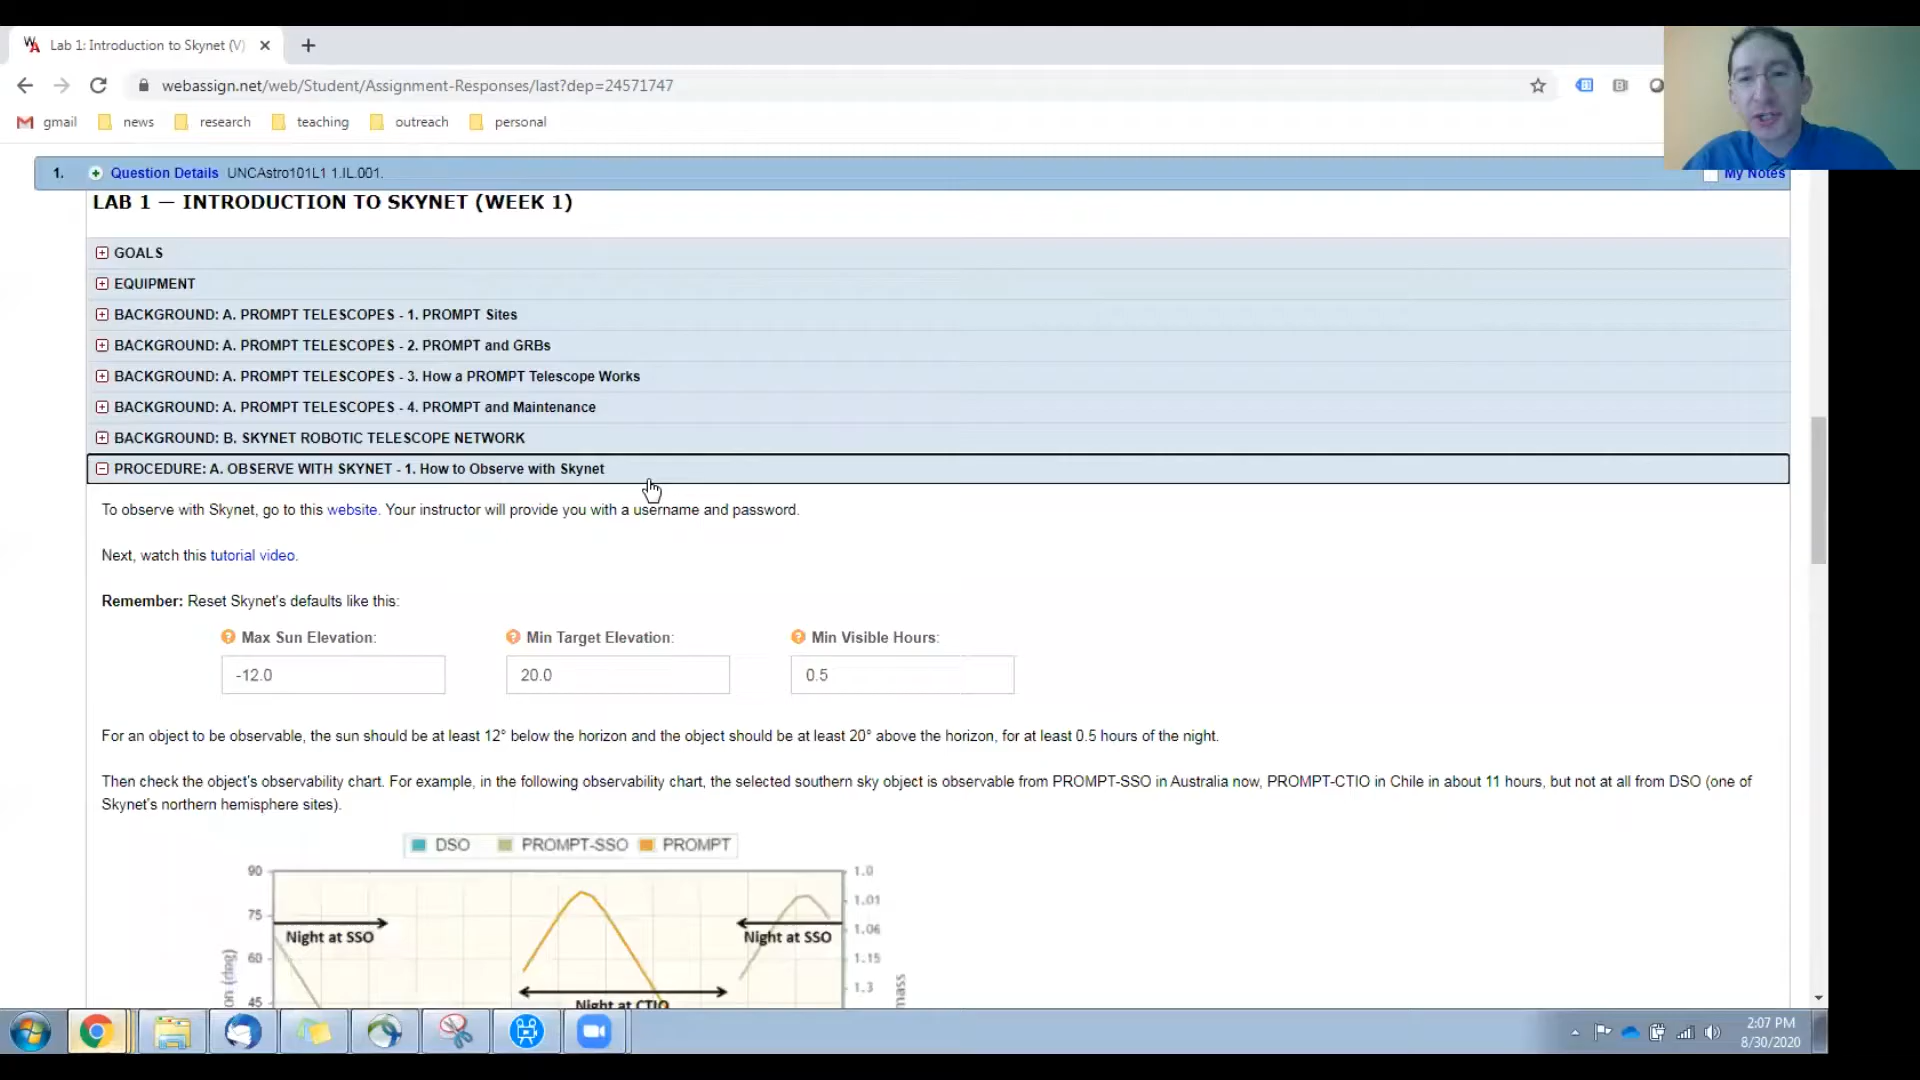 Lab 1: Introduction to Skynet (V)
webassign.net/web/Student/Assignment-Responses/last?dep=24571747
gmail news research teaching outreach personal
1. Question Details UNCAstro101L1 1.IL.001. My Notes
LAB 1 — INTRODUCTION TO SKYNET (WEEK 1)
GOALS
EQUIPMENT
BACKGROUND: A. PROMPT TELESCOPES - 1. PROMPT Sites
BACKGROUND: A. PROMPT TELESCOPES - 2. PROMPT and GRBs
BACKGROUND: A. PROMPT TELESCOPES - 3. How a PROMPT Telescope Works
BACKGROUND: A. PROMPT TELESCOPES - 4. PROMPT and Maintenance
BACKGROUND: B. SKYNET ROBOTIC TELESCOPE NETWORK
PROCEDURE: A. OBSERVE WITH SKYNET - 1. How to Observe with Skynet
To observe with Skynet, go to this website. Your instructor will provide you with a username and password.
Next, watch this tutorial video.
Remember: Reset Skynet's defaults like this:
Max Sun Elevation: Min Target Elevation: Min Visible Hours:
-12.0 20.0 0.5
For an object to be observable, the sun should be at least 12° below the horizon and the object should be at least 20° above the horizon, for at least 0.5 hours of the night.
Then check the object's observability chart. For example, in the following observability chart, the selected southern sky object is observable from PROMPT-SSO in Australia now, PROMPT-CTIO in Chile in about 11 hours, but not at all from DSO (one of
Skynet's northern hemisphere sites).
DSO PROMPT-SSO PROMPT
90 1.0
75 1.01
Night at SSO Night at SSO 1.06
60 1.15
1.3
45 Night at CTIO
on (deg)
mass
2:07 PM
8/30/2020